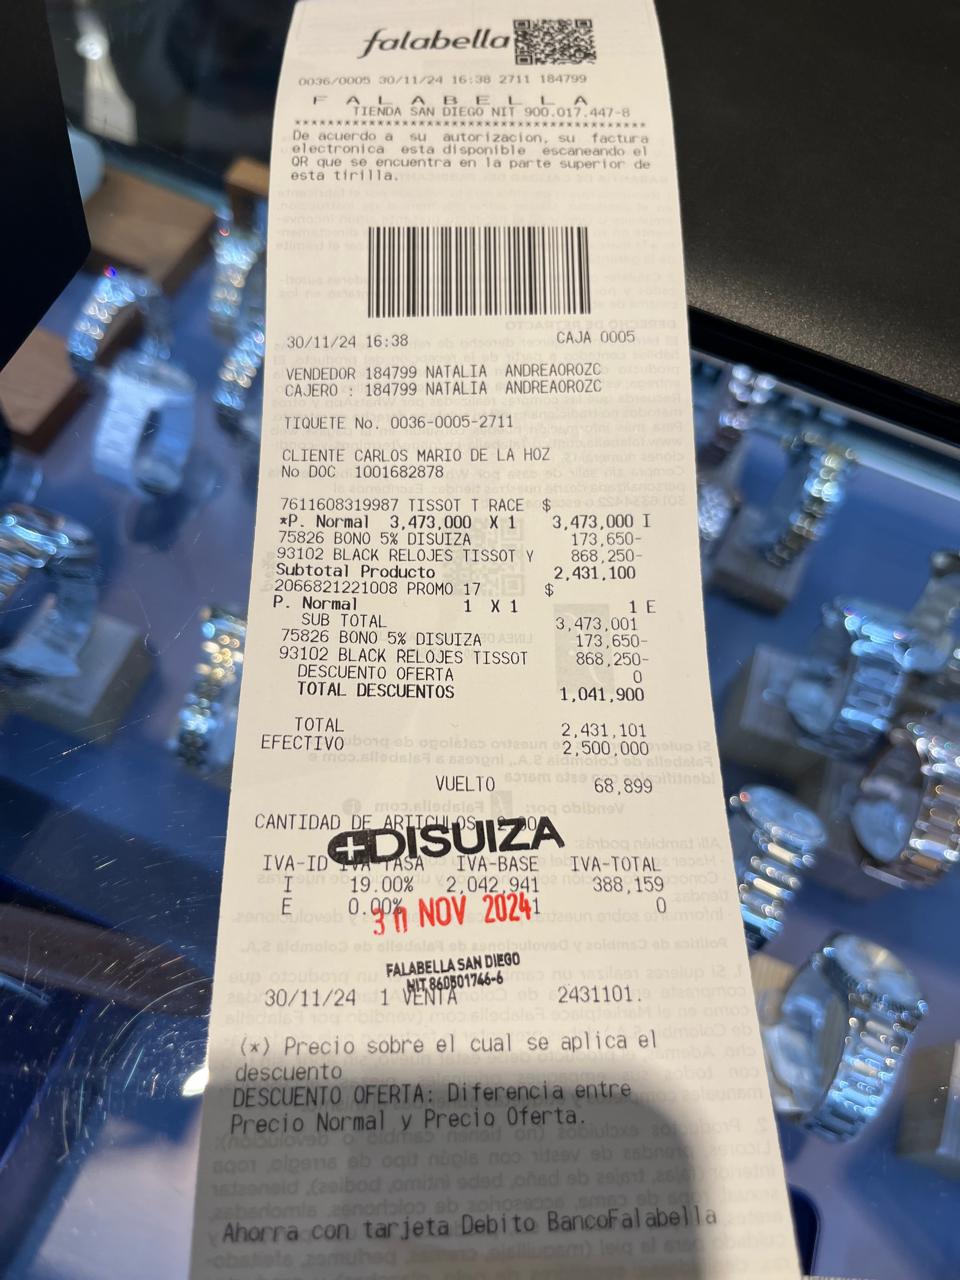 falabella
0036/0005 30/11/24 16:38 2711 184799
F A L A B E L L A
TIENDA SAN DIEGO NIT 900.017.447-8
De acuerdo a su autorizacion, su factura
electronica esta disponible escaneando el
QR que se encuentra en la parte superior de
esta tirilla.
30/11/24 16:38 CAJA 0005
VENDEDOR 184799 NATALIA ANDREAOROZC
CAJERO : 184799 NATALIA ANDREAOROZC
TIQUETE No. 0036-0005-2711
CLIENTE CARLOS MARIO DE LA HOZ
No DOC 1001682878
7611608319987 TISSOT T RACE $
*P. Normal 3,473,000 X 1 3,473,000 I
75826 BONO 5% DISUIZA 173,650-
93102 BLACK RELOJES TISSOT Y 868,250-
Subtotal Producto 2,431,100
2066821221008 PROMO 17 $
P. Normal 1 X 1 1 E
SUB TOTAL 3,473,001
75826 BONO 5% DISUIZA 173,650-
93102 BLACK RELOJES TISSOT 868,250-
DESCUENTO OFERTA 0
TOTAL DESCUENTOS 1,041,900
TOTAL 2,431,101
EFECTIVO 2,500,000
VUELTO 68,899
CANTIDAD DE ARTICULOS
DISUIZA
IVA-ID IVA-TASA IVA-BASE IVA-TOTAL
I 19.00% 2,042,941 388,159
E 0.00% 1 0
30 NOV 2024
FALABELLA SAN DIEGO
NIT 860501746-6
30/11/24 1 VENTA 2431101.
(*) Precio sobre el cual se aplica el
descuento
DESCUENTO OFERTA: Diferencia entre
Precio Normal y Precio Oferta.
Ahorra con tarjeta Debito BancoFalabella